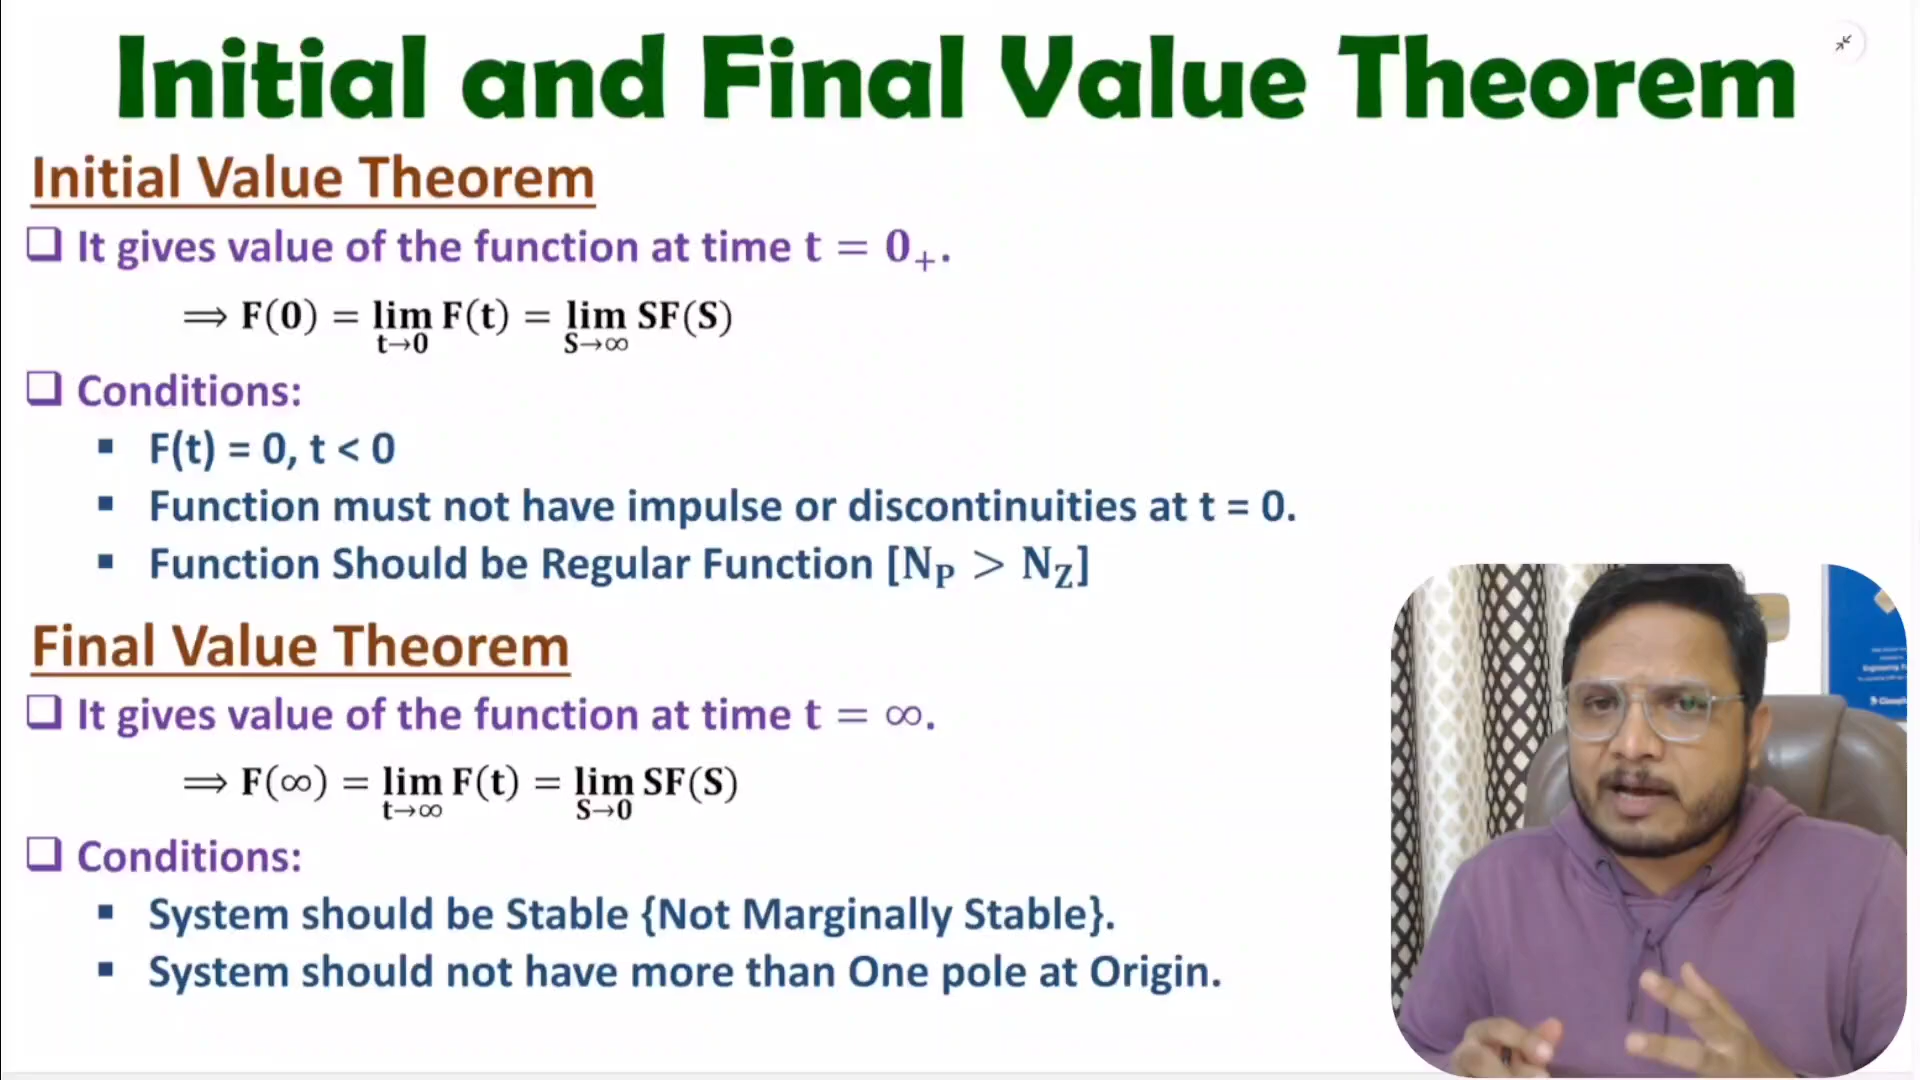 Initial and Final Value Theorem
Initial Value Theorem
❑ It gives value of the function at time t = 0₊.
⟹ F(0) = lim t→0 F(t) = lim S→∞ SF(S)
❑ Conditions:
▪ F(t) = 0, t < 0
▪ Function must not have impulse or discontinuities at t = 0.
▪ Function Should be Regular Function [N_P > N_Z]
Final Value Theorem
❑ It gives value of the function at time t = ∞.
⟹ F(∞) = lim t→∞ F(t) = lim S→0 SF(S)
❑ Conditions:
▪ System should be Stable {Not Marginally Stable}.
▪ System should not have more than One pole at Origin.